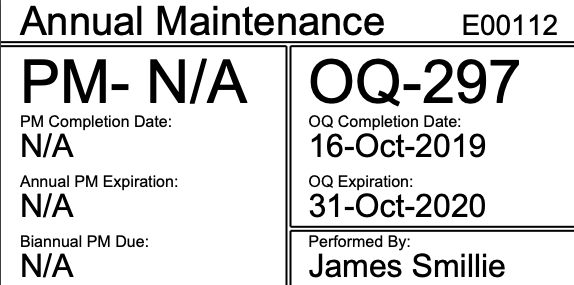 Annual Maintenance E00112
PM- N/A
PM Completion Date:
N/A
Annual PM Expiration:
N/A
Biannual PM Due:
N/A
OQ-297
OQ Completion Date:
16-Oct-2019
OQ Expiration:
31-Oct-2020
Performed By:
James Smillie